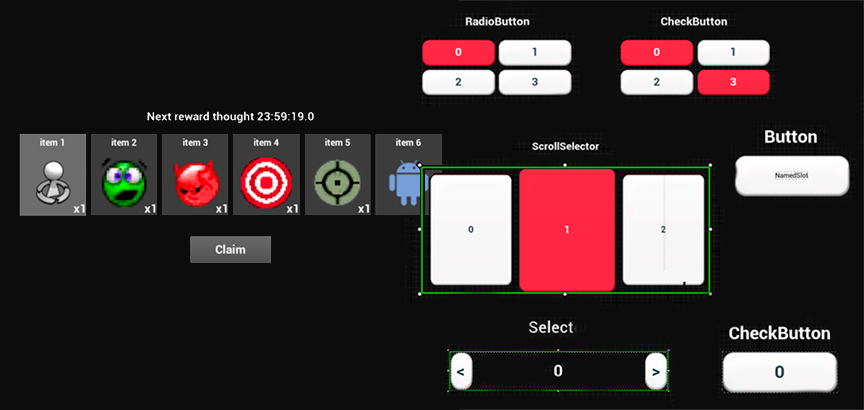 RadioButton
0 1
2 3
CheckButton
0 1
2 3
Next reward thought 23:59:19.0
item 1 item 2 item 3 item 4 item 5 item 6
x1 x1 x1 x1 x1
Claim
ScrollSelector
0 1 2
Button
NamedSlot
Select
< 0 >
CheckButton
0